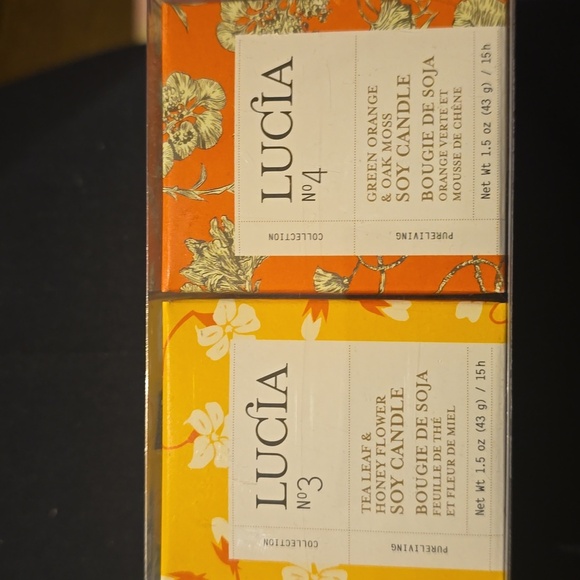 LUCIA
Nº4
GREEN ORANGE
& OAK MOSS
SOY CANDLE
BOUGIE DE SOJA
ORANGE VERTE ET
MOUSSE DE CHÊNE
Net Wt 1.5 oz (43 g) / 15h
COLLECTION
PURELIVING
LUCIA
Nº3
TEA LEAF &
HONEY FLOWER
SOY CANDLE
BOUGIE DE SOJA
FEUILLE DE THÉ
ET FLEUR DE MIEL
Net Wt 1.5 oz (43 g) / 15h
COLLECTION
PURELIVING